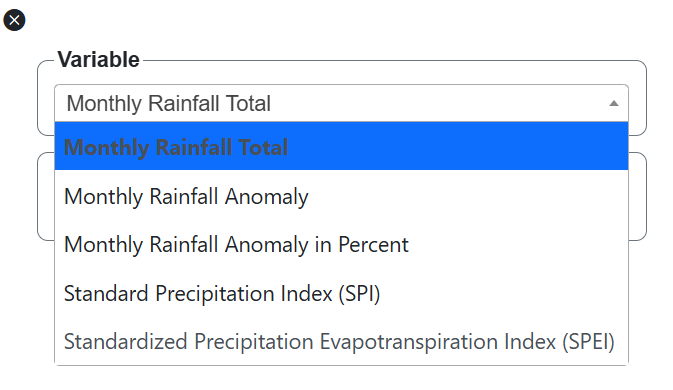 Variable
Monthly Rainfall Total
Monthly Rainfall Total
Monthly Rainfall Anomaly
Monthly Rainfall Anomaly in Percent
Standard Precipitation Index (SPI)
Standardized Precipitation Evapotranspiration Index (SPEI)